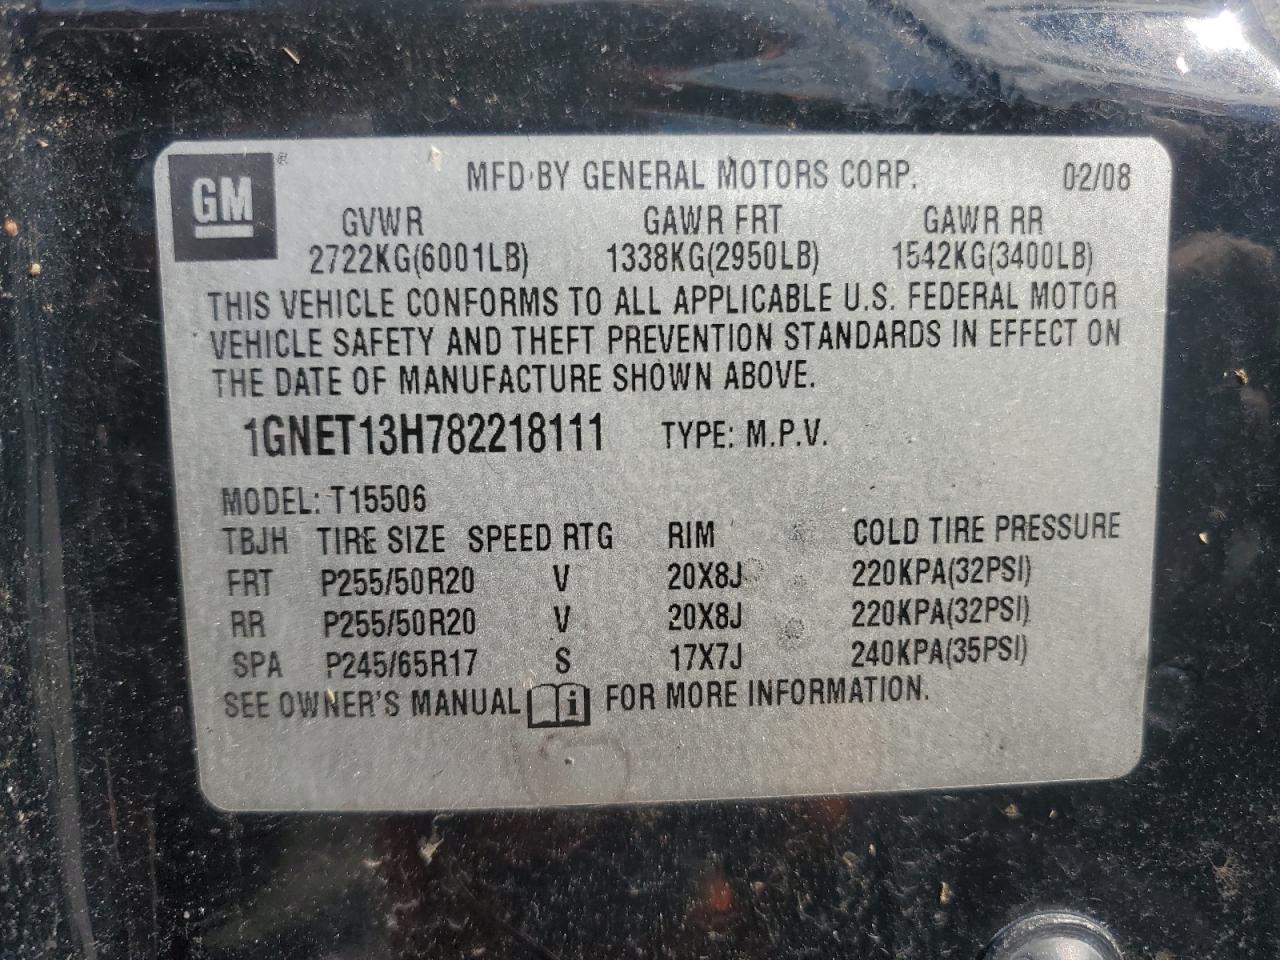 GM ® MFD BY GENERAL MOTORS CORP. 02/08
GVWR GAWR FRT GAWR RR
2722KG(6001LB) 1338KG(2950LB) 1542KG(3400LB)
THIS VEHICLE CONFORMS TO ALL APPLICABLE U.S. FEDERAL MOTOR
VEHICLE SAFETY AND THEFT PREVENTION STANDARDS IN EFFECT ON
THE DATE OF MANUFACTURE SHOWN ABOVE.
1GNET13H782218111 TYPE: M.P.V.
MODEL: T15506
TBJH TIRE SIZE SPEED RTG RIM COLD TIRE PRESSURE
FRT P255/50R20 V 20X8J 220KPA(32PSI)
RR P255/50R20 V 20X8J 220KPA(32PSI)
SPA P245/65R17 S 17X7J 240KPA(35PSI)
SEE OWNER'S MANUAL i FOR MORE INFORMATION.